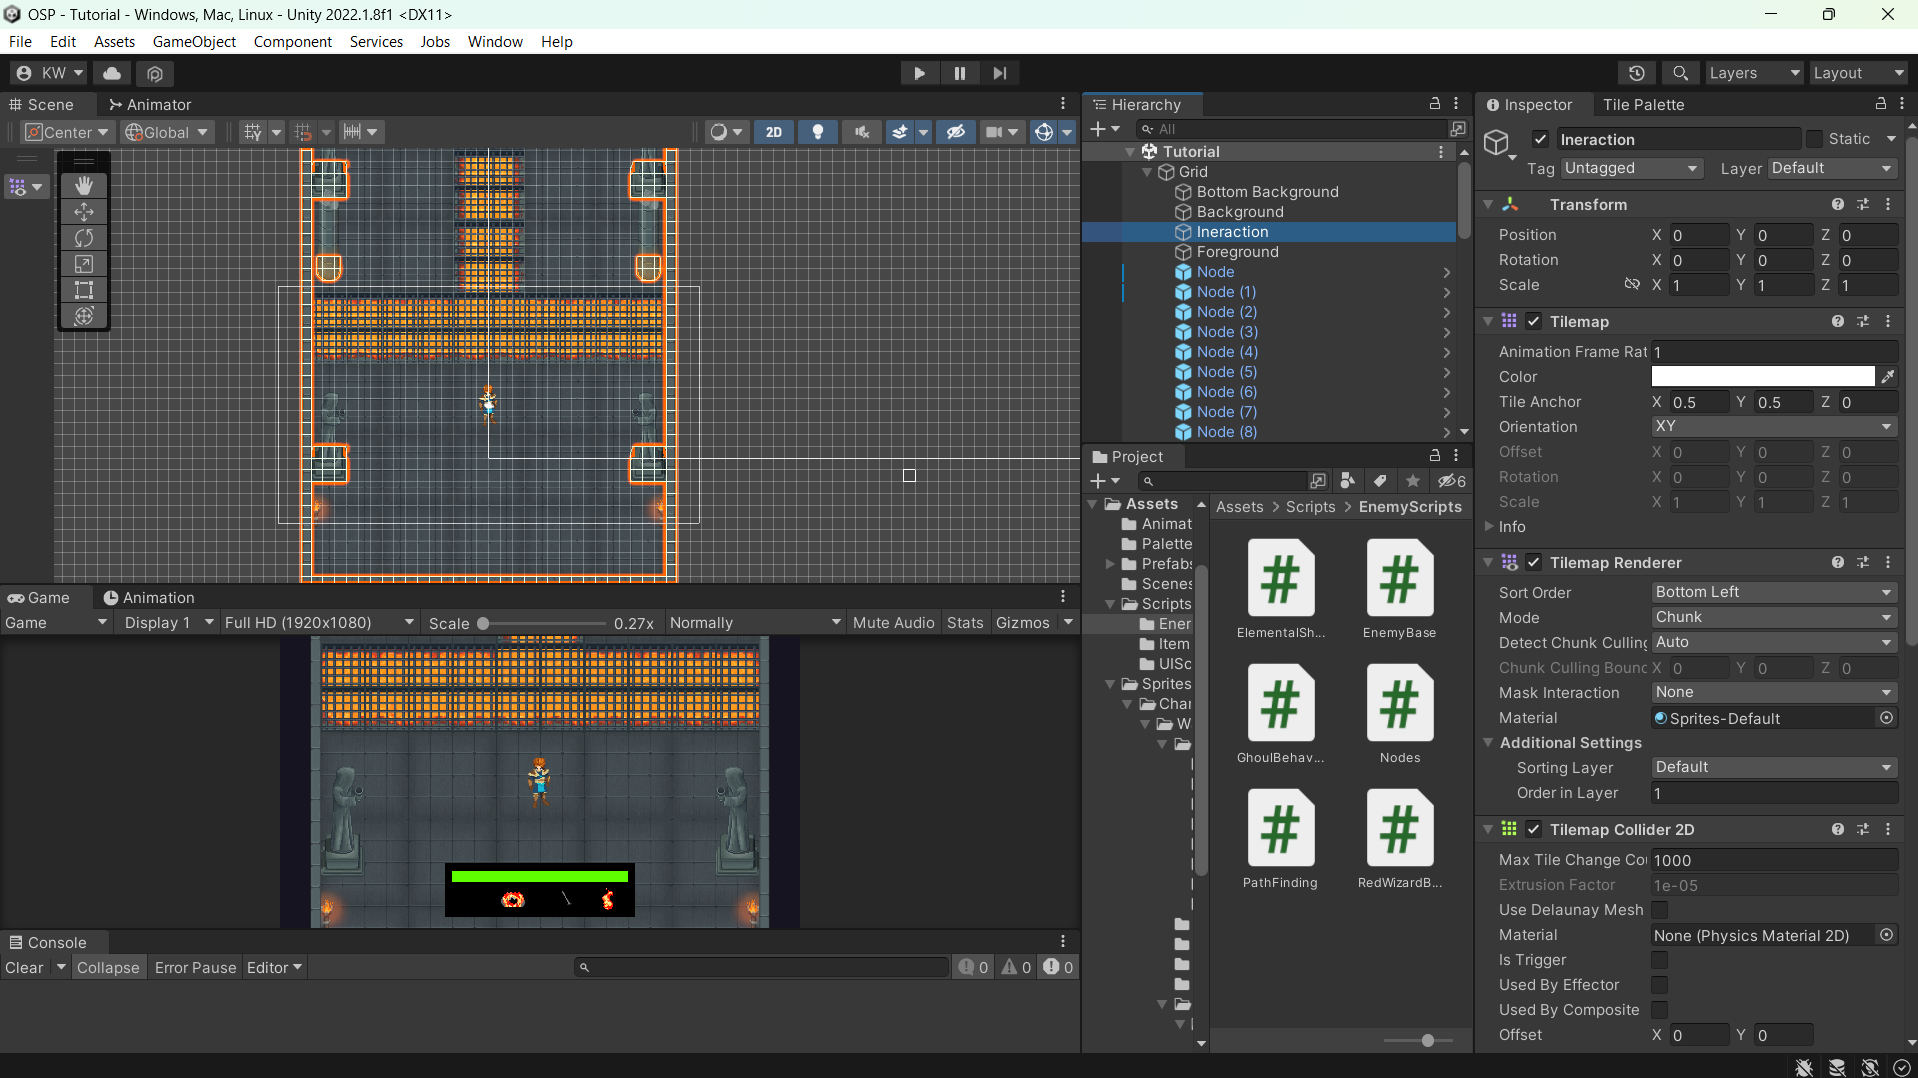 OSP - Tutorial - Windows, Mac, Linux - Unity 2022.1.8f1 <DX11>
File Edit Assets GameObject Component Services Jobs Window Help
KW Layers Layout
Scene Animator
Center Global 2D
Hierarchy
All
Tutorial
Grid
Bottom Background
Background
Ineraction
Foreground
Node
Node (1)
Node (2)
Node (3)
Node (4)
Node (5)
Node (6)
Node (7)
Node (8)
Game Animation
Game Display 1 Full HD (1920x1080) Scale 0.27x Normally Mute Audio Stats Gizmos
Console
Clear Collapse Error Pause Editor 0 0 0
Project
6
Assets
Animat
Palette
Prefabs
Scenes
Scripts
Ener
Item
UISc
Sprites
Char
W
Assets > Scripts > EnemyScripts
ElementalSh... EnemyBase
GhoulBehav... Nodes
PathFinding RedWizardB...
Inspector Tile Palette
Ineraction Static
Tag Untagged Layer Default
Transform
Position X 0 Y 0 Z 0
Rotation X 0 Y 0 Z 0
Scale X 1 Y 1 Z 1
Tilemap
Animation Frame Rat 1
Color
Tile Anchor X 0.5 Y 0.5 Z 0
Orientation XY
Offset X 0 Y 0 Z 0
Rotation X 0 Y 0 Z 0
Scale X 1 Y 1 Z 1
Info
Tilemap Renderer
Sort Order Bottom Left
Mode Chunk
Detect Chunk Culling Auto
Chunk Culling Bounc X 0 Y 0 Z 0
Mask Interaction None
Material Sprites-Default
Additional Settings
Sorting Layer Default
Order in Layer 1
Tilemap Collider 2D
Max Tile Change Cou 1000
Extrusion Factor 1e-05
Use Delaunay Mesh
Material None (Physics Material 2D)
Is Trigger
Used By Effector
Used By Composite
Offset X 0 Y 0